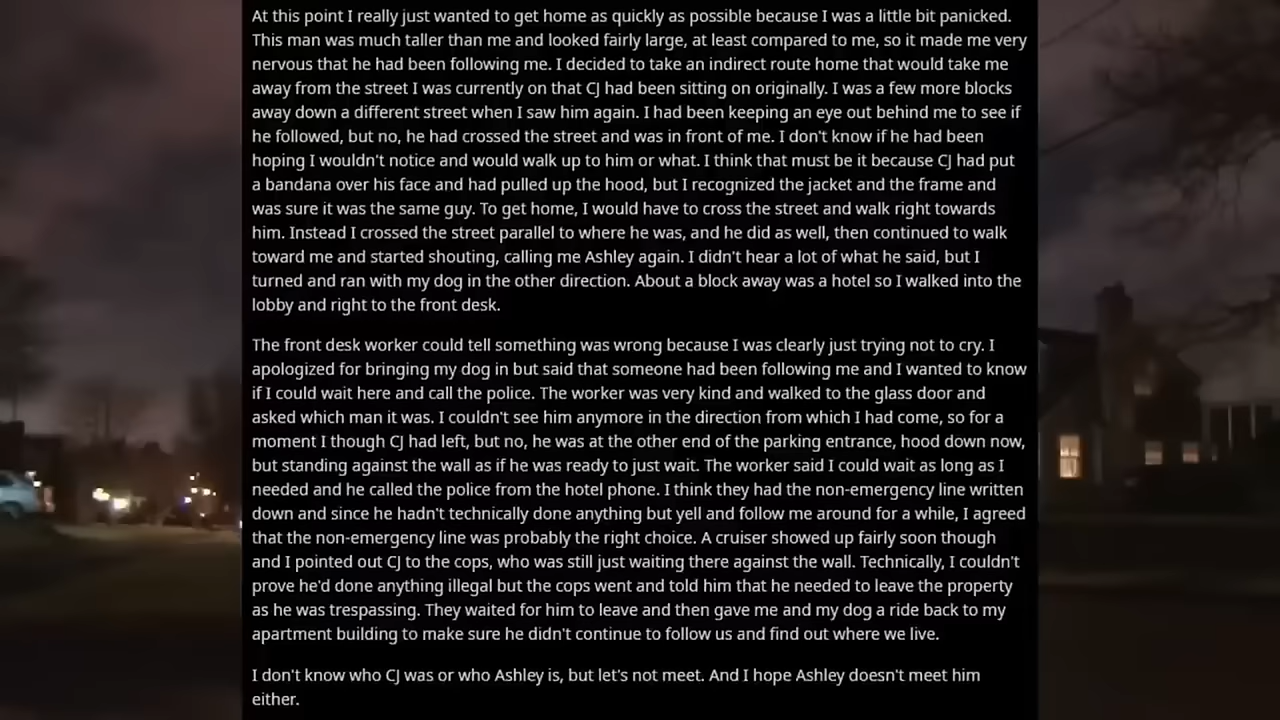 At this point I really just wanted to get home as quickly as possible because I was a little bit panicked.
This man was much taller than me and looked fairly large, at least compared to me, so it made me very
nervous that he had been following me. I decided to take an indirect route home that would take me
away from the street I was currently on that CJ had been sitting on originally. I was a few more blocks
away down a different street when I saw him again. I had been keeping an eye out behind me to see if
he followed, but no, he had crossed the street and was in front of me. I don't know if he had been
hoping I wouldn't notice and would walk up to him or what. I think that must be it because CJ had put
a bandana over his face and had pulled up the hood, but I recognized the jacket and the frame and
was sure it was the same guy. To get home, I would have to cross the street and walk right towards
him. Instead I crossed the street parallel to where he was, and he did as well, then continued to walk
toward me and started shouting, calling me Ashley again. I didn't hear a lot of what he said, but I
turned and ran with my dog in the other direction. About a block away was a hotel so I walked into the
lobby and right to the front desk.
The front desk worker could tell something was wrong because I was clearly just trying not to cry. I
apologized for bringing my dog in but said that someone had been following me and I wanted to know
if I could wait here and call the police. The worker was very kind and walked to the glass door and
asked which man it was. I couldn't see him anymore in the direction from which I had come, so for a
moment I though CJ had left, but no, he was at the other end of the parking entrance, hood down now,
but standing against the wall as if he was ready to just wait. The worker said I could wait as long as I
needed and he called the police from the hotel phone. I think they had the non-emergency line written
down and since he hadn't technically done anything but yell and follow me around for a while, I agreed
that the non-emergency line was probably the right choice. A cruiser showed up fairly soon though
and I pointed out CJ to the cops, who was still just waiting there against the wall. Technically, I couldn't
prove he'd done anything illegal but the cops went and told him that he needed to leave the property
as he was trespassing. They waited for him to leave and then gave me and my dog a ride back to my
apartment building to make sure he didn't continue to follow us and find out where we live.
I don't know who CJ was or who Ashley is, but let's not meet. And I hope Ashley doesn't meet him
either.